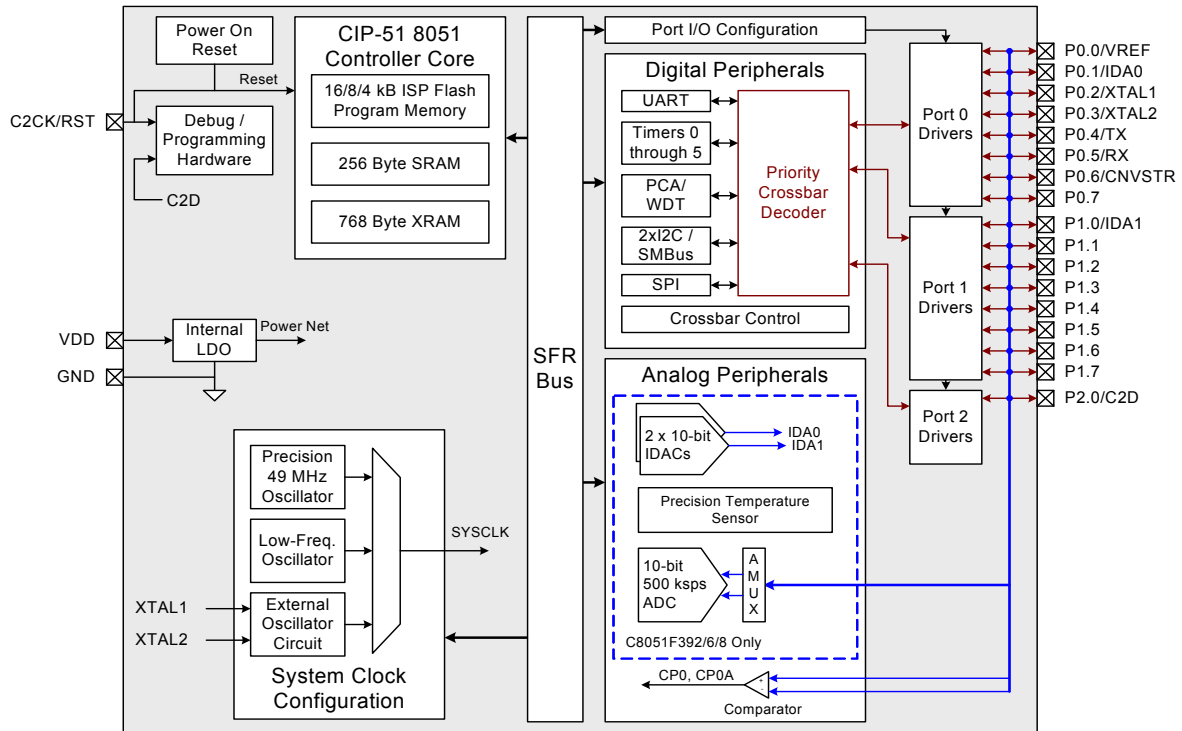 Power On
Reset
Reset
C2CK/RST
Debug /
Programming
Hardware
C2D
CIP-51 8051
Controller Core
16/8/4 kB ISP Flash
Program Memory
256 Byte SRAM
768 Byte XRAM
VDD
GND
Internal
LDO
Power Net
Precision
49 MHz
Oscillator
Low-Freq.
Oscillator
External
Oscillator
Circuit
XTAL1
XTAL2
SYSCLK
System Clock
Configuration
SFR
Bus
Port I/O Configuration
Digital Peripherals
UART
Timers 0
through 5
PCA/
WDT
2xI2C /
SMBus
SPI
Priority
Crossbar
Decoder
Crossbar Control
Analog Peripherals
2 x 10-bit
IDACs
IDA0
IDA1
Precision Temperature
Sensor
10-bit
500 ksps
ADC
A
M
U
X
C8051F392/6/8 Only
CP0, CP0A
+
-
Comparator
Port 0
Drivers
Port 1
Drivers
Port 2
Drivers
P0.0/VREF
P0.1/IDA0
P0.2/XTAL1
P0.3/XTAL2
P0.4/TX
P0.5/RX
P0.6/CNVSTR
P0.7
P1.0/IDA1
P1.1
P1.2
P1.3
P1.4
P1.5
P1.6
P1.7
P2.0/C2D